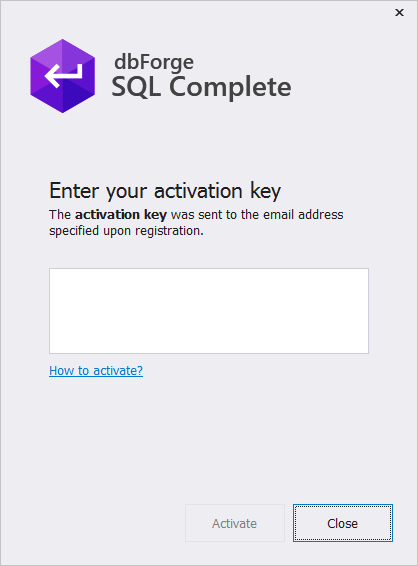 dbForge
SQL Complete
Enter your activation key
The activation key was sent to the email address
specified upon registration.
How to activate?
Activate
Close